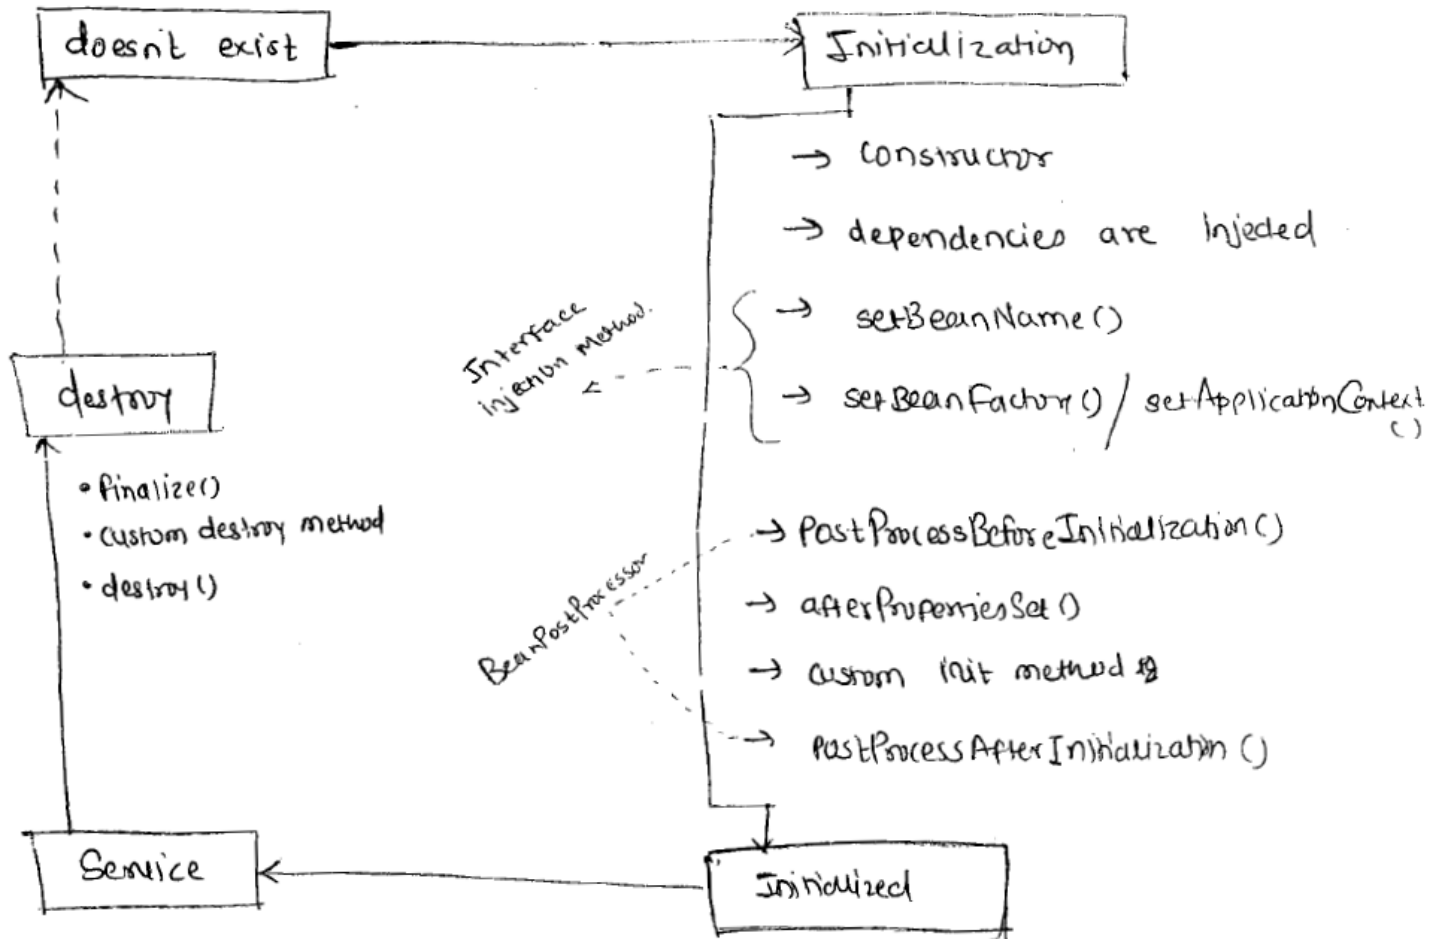 doesn't exist
Initialization
→ constructor
→ dependencies are Injected
→ setBeanName()
Interface
injection method.
→ setBeanFactory() / setApplicationContext
()
destroy
• finalize()
• custom destroy method
• destroy()
BeanPostProcessor
→ PostProcessBeforeInitialization()
→ afterPropertiesSet()
→ custom init method
→ postProcessAfterInitialization()
Service
Initialized